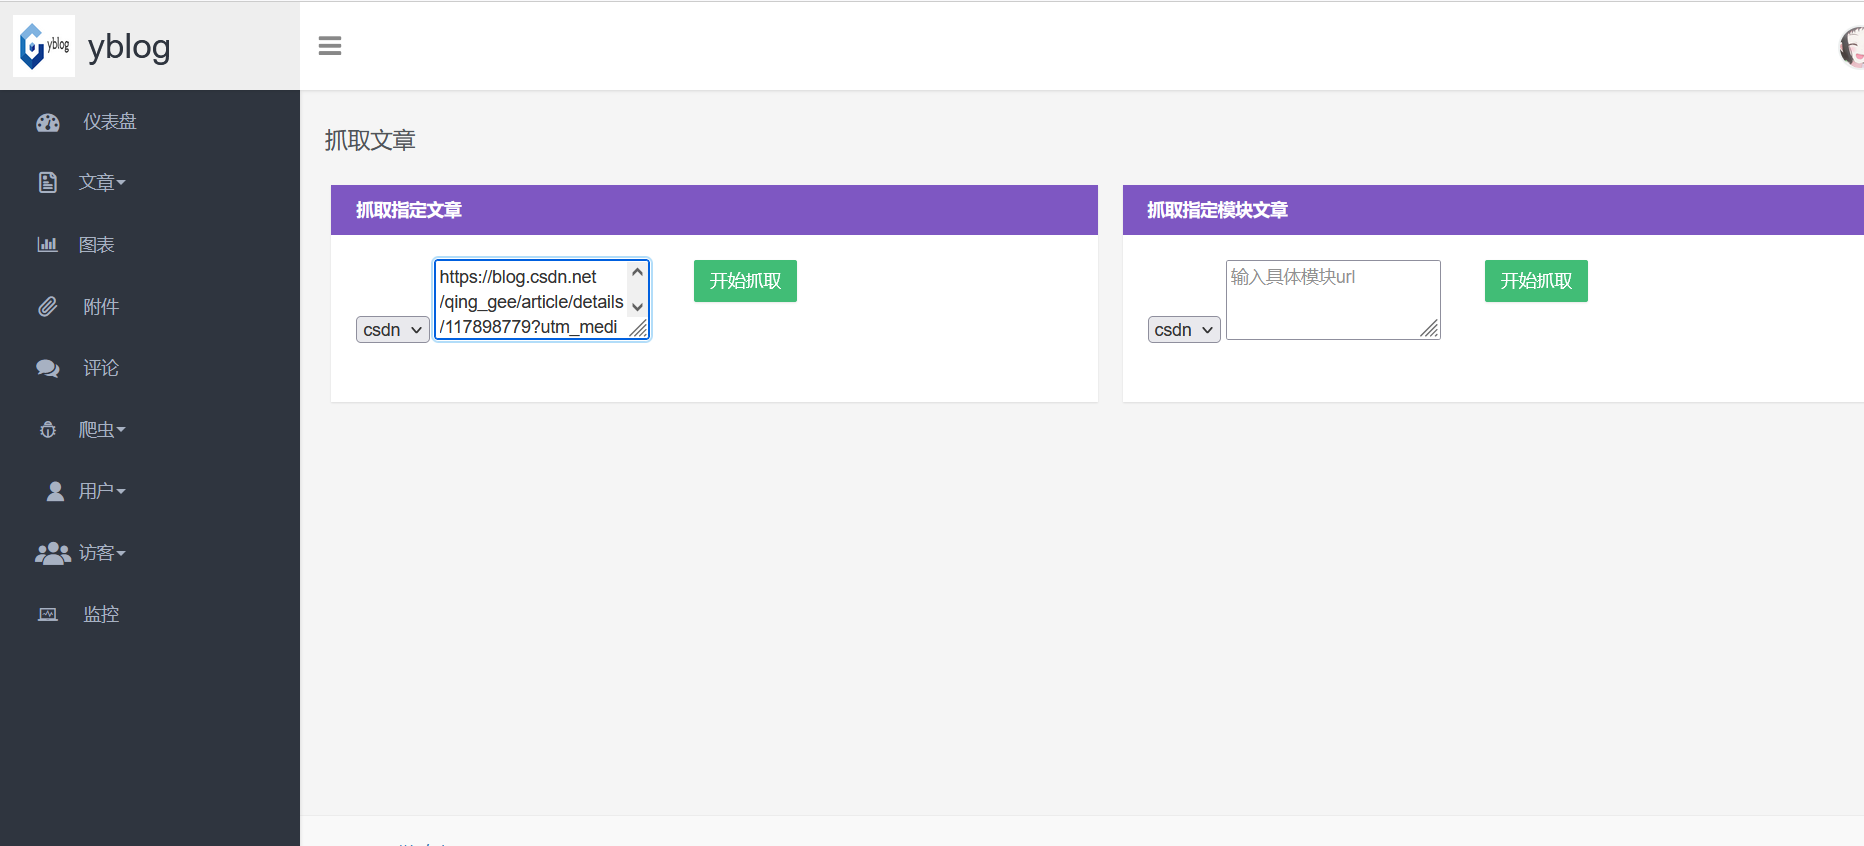 yblog
yblog
仪表盘
文章
图表
附件
评论
爬虫
用户
访客
监控
抓取文章
抓取指定文章
csdn
https://blog.csdn.net
/qing_gee/article/details
/117898779?utm_medi
开始抓取
抓取指定模块文章
csdn
输入具体模块url
开始抓取